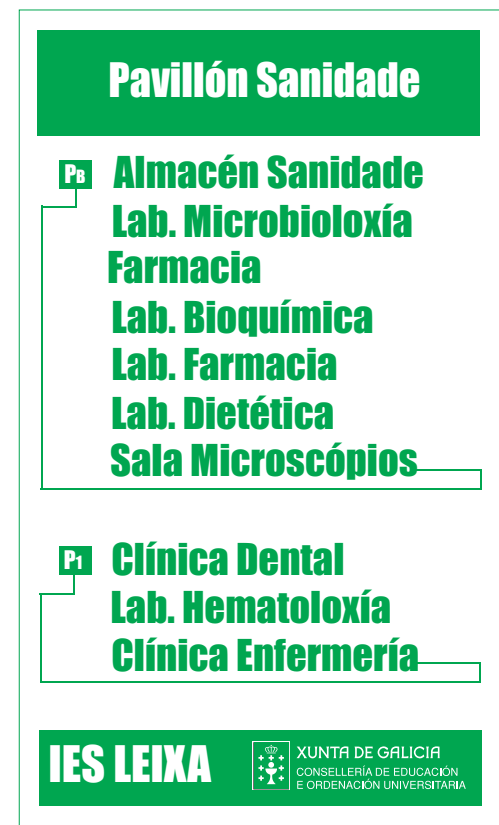 Pavillón Sanidade
PB Almacén Sanidade
Lab. Microbioloxía
Farmacia
Lab. Bioquímica
Lab. Farmacia
Lab. Dietética
Sala Microscópios
P1 Clínica Dental
Lab. Hematoloxía
Clínica Enfermería
IES LEIXA
XUNTA DE GALICIA
CONSELLERÍA DE EDUCACIÓN
E ORDENACIÓN UNIVERSITARIA